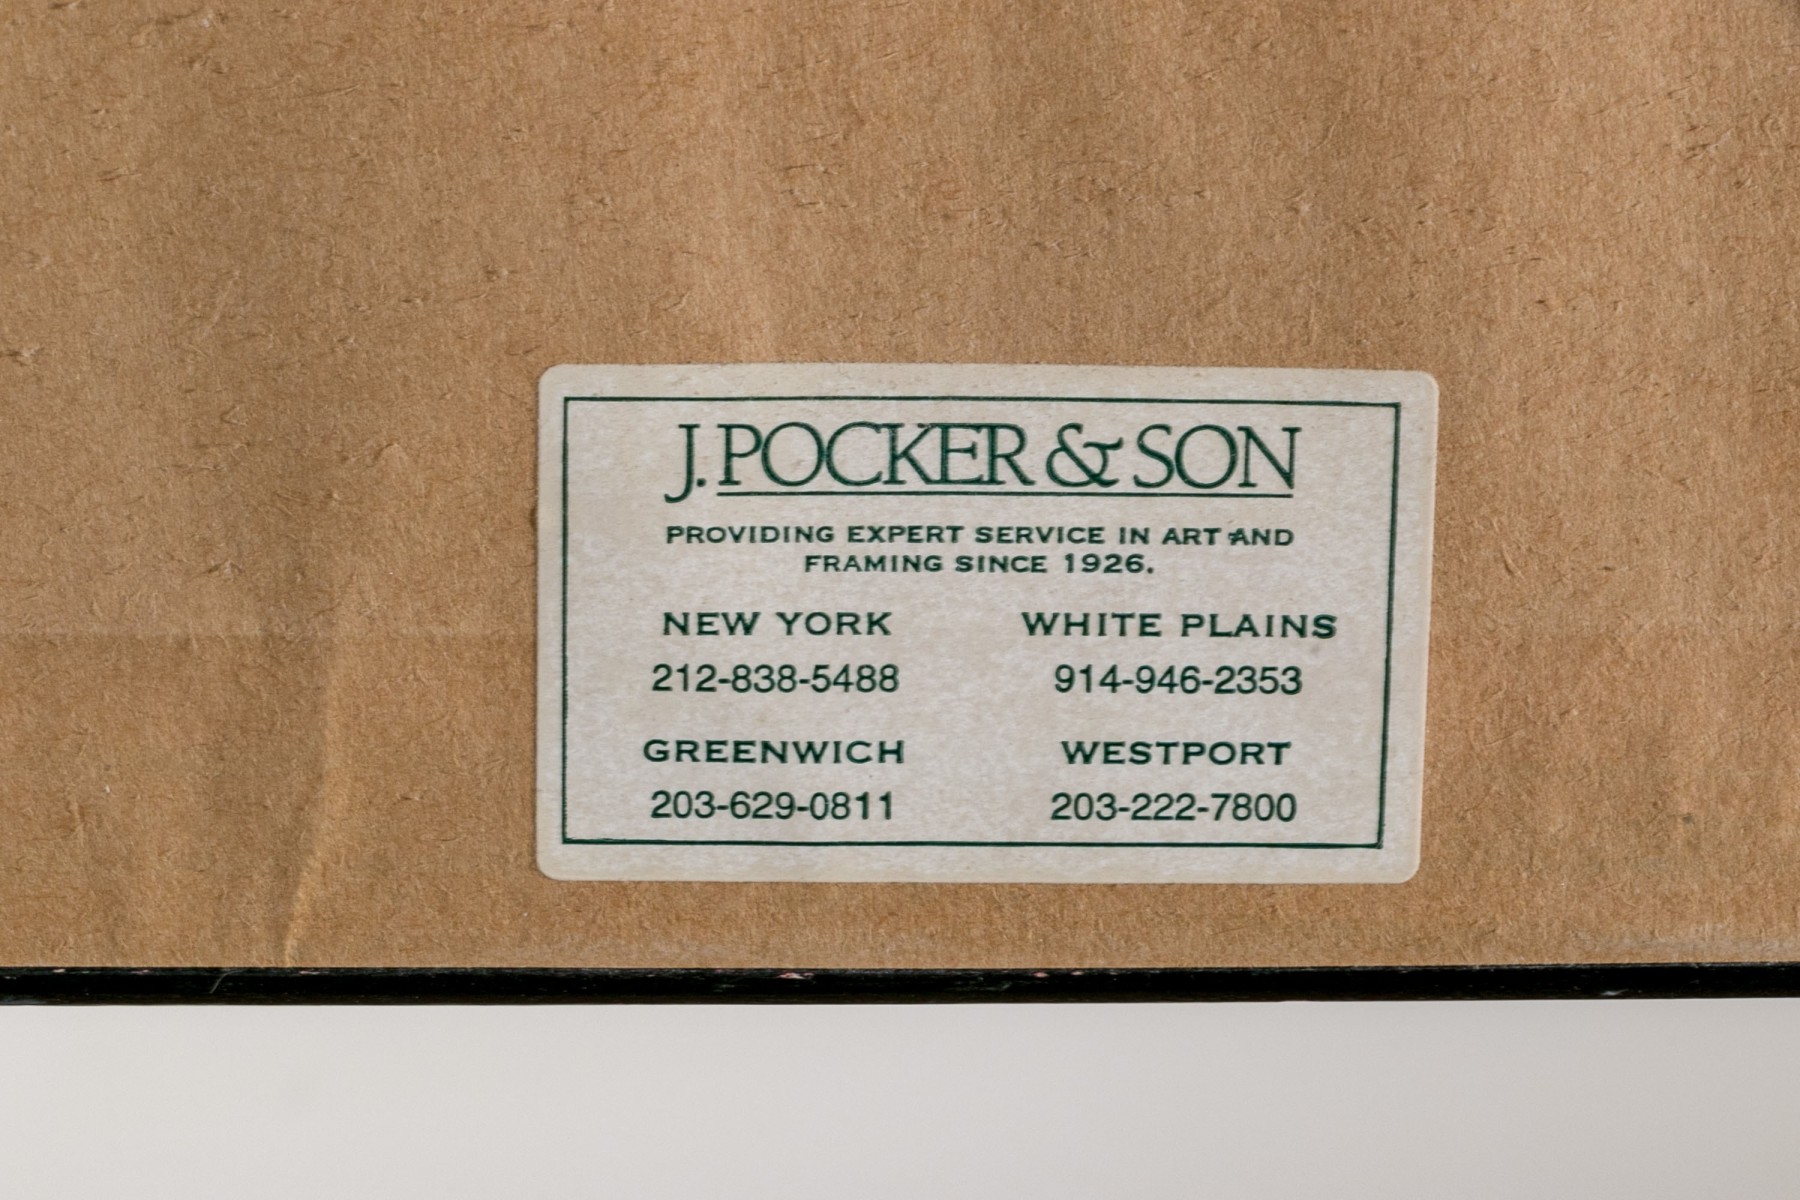 J. POCKER & SON
PROVIDING EXPERT SERVICE IN ART AND
FRAMING SINCE 1926.
NEW YORK WHITE PLAINS
212-838-5488 914-946-2353
GREENWICH WESTPORT
203-629-0811 203-222-7800